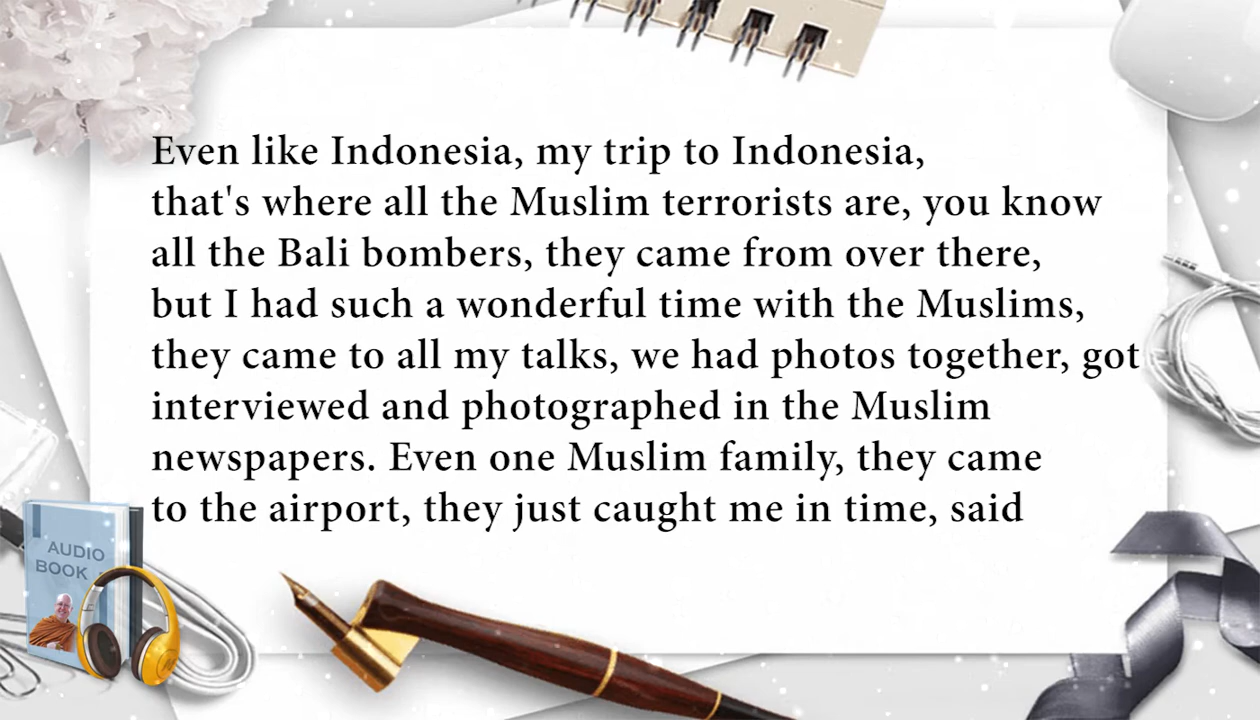 Even like Indonesia, my trip to Indonesia,
that's where all the Muslim terrorists are, you know
all the Bali bombers, they came from over there,
but I had such a wonderful time with the Muslims,
they came to all my talks, we had photos together, got
interviewed and photographed in the Muslim
newspapers. Even one Muslim family, they came
to the airport, they just caught me in time, said
AUDIO
BOOK